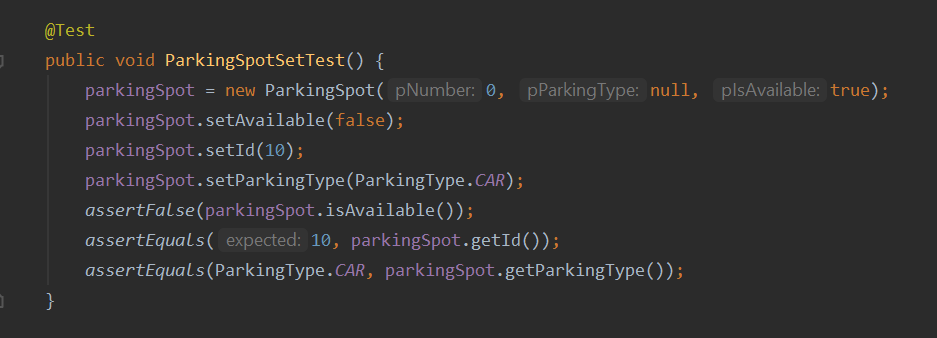 @Test
public void ParkingSpotSetTest() {
parkingSpot = new ParkingSpot( pNumber: 0, pParkingType: null, pIsAvailable: true);
parkingSpot.setAvailable(false);
parkingSpot.setId(10);
parkingSpot.setParkingType(ParkingType.CAR);
assertFalse(parkingSpot.isAvailable());
assertEquals( expected: 10, parkingSpot.getId());
assertEquals(ParkingType.CAR, parkingSpot.getParkingType());
}